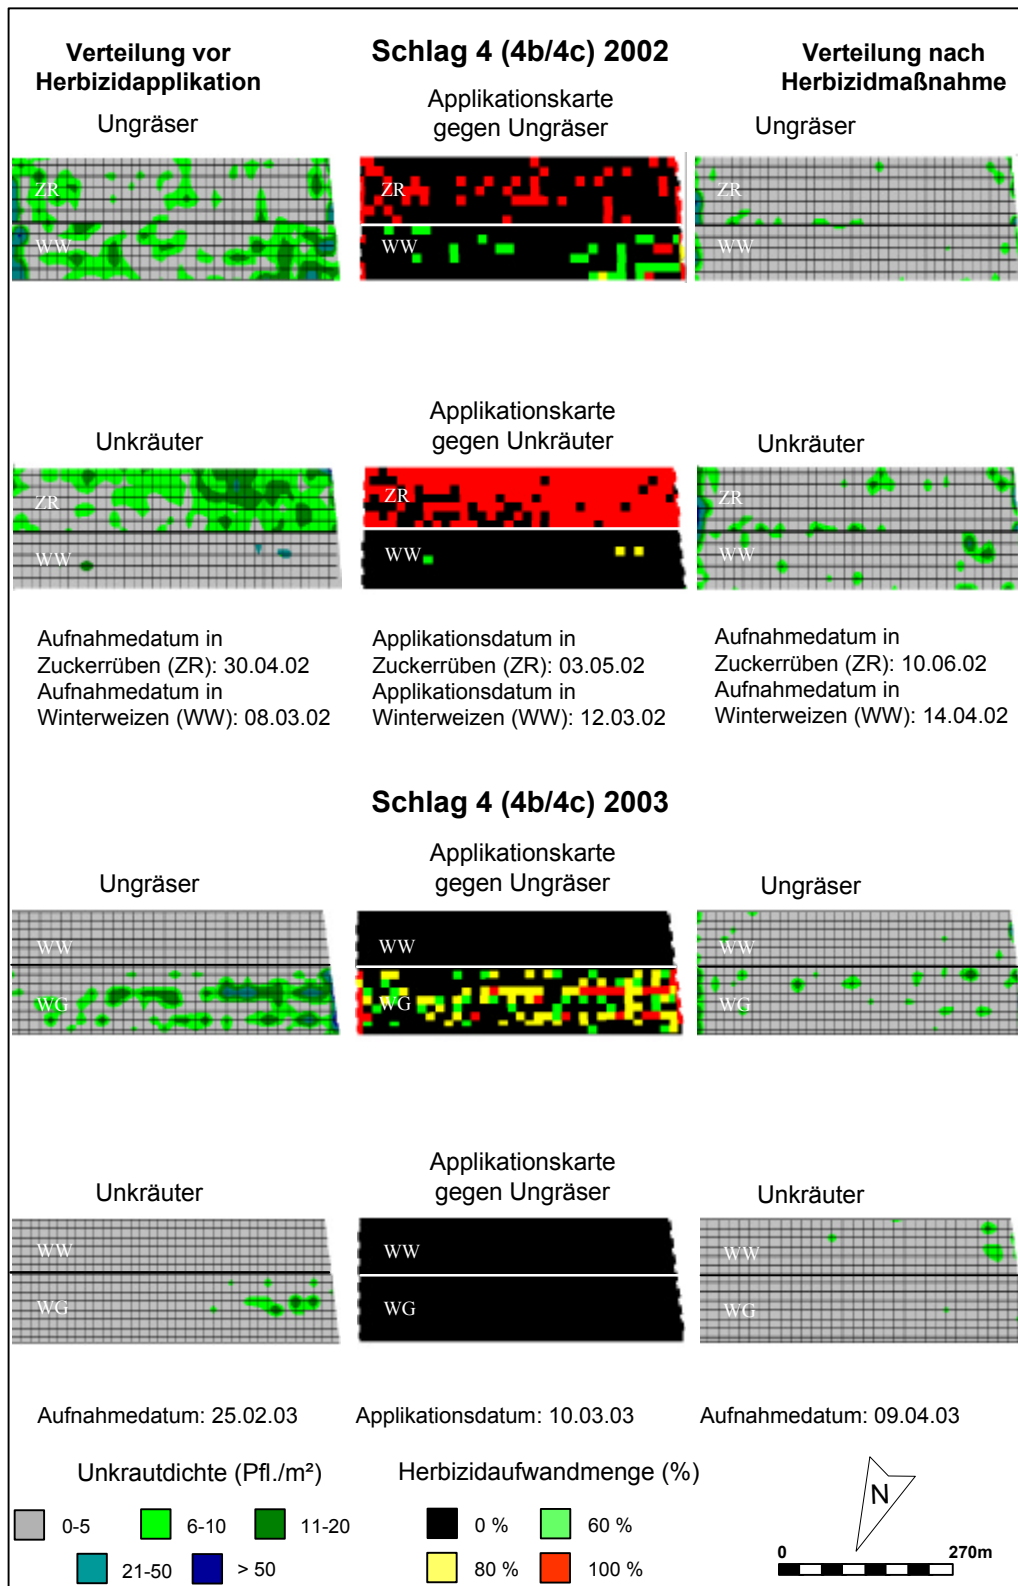 Verteilung vor
Herbizidapplikation
Schlag 4 (4b/4c) 2002
Verteilung nach
Herbizidmaßnahme
Ungräser
Applikationskarte
gegen Ungräser
Ungräser
ZR
WW
ZR
WW
ZR
WW
Unkräuter
Applikationskarte
gegen Unkräuter
Unkräuter
ZR
WW
ZR
WW
ZR
WW
Aufnahmedatum in
Zuckerrüben (ZR): 30.04.02
Aufnahmedatum in
Winterweizen (WW): 08.03.02
Applikationsdatum in
Zuckerrüben (ZR): 03.05.02
Applikationsdatum in
Winterweizen (WW): 12.03.02
Aufnahmedatum in
Zuckerrüben (ZR): 10.06.02
Aufnahmedatum in
Winterweizen (WW): 14.04.02
Schlag 4 (4b/4c) 2003
Ungräser
Applikationskarte
gegen Ungräser
Ungräser
WW
WG
WW
WG
WW
WG
Unkräuter
Applikationskarte
gegen Ungräser
Unkräuter
WW
WG
WW
WG
WW
WG
Aufnahmedatum: 25.02.03
Applikationsdatum: 10.03.03
Aufnahmedatum: 09.04.03
Unkrautdichte (Pfl./m²)
0-5
6-10
11-20
21-50
> 50
Herbizidaufwandmenge (%)
0 %
60 %
80 %
100 %
N
0 270m